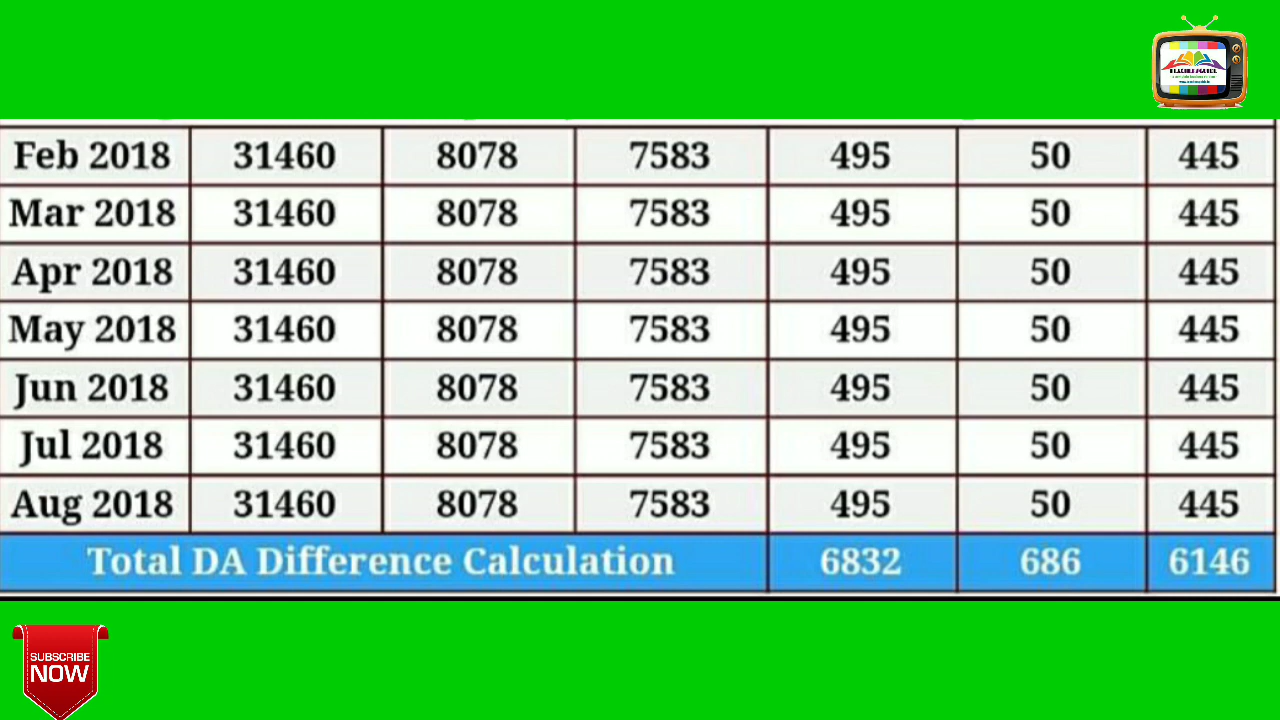 Feb 2018 31460 8078 7583 495 50 445
Mar 2018 31460 8078 7583 495 50 445
Apr 2018 31460 8078 7583 495 50 445
May 2018 31460 8078 7583 495 50 445
Jun 2018 31460 8078 7583 495 50 445
Jul 2018 31460 8078 7583 495 50 445
Aug 2018 31460 8078 7583 495 50 445
Total DA Difference Calculation 6832 686 6146
SUBSCRIBE
NOW